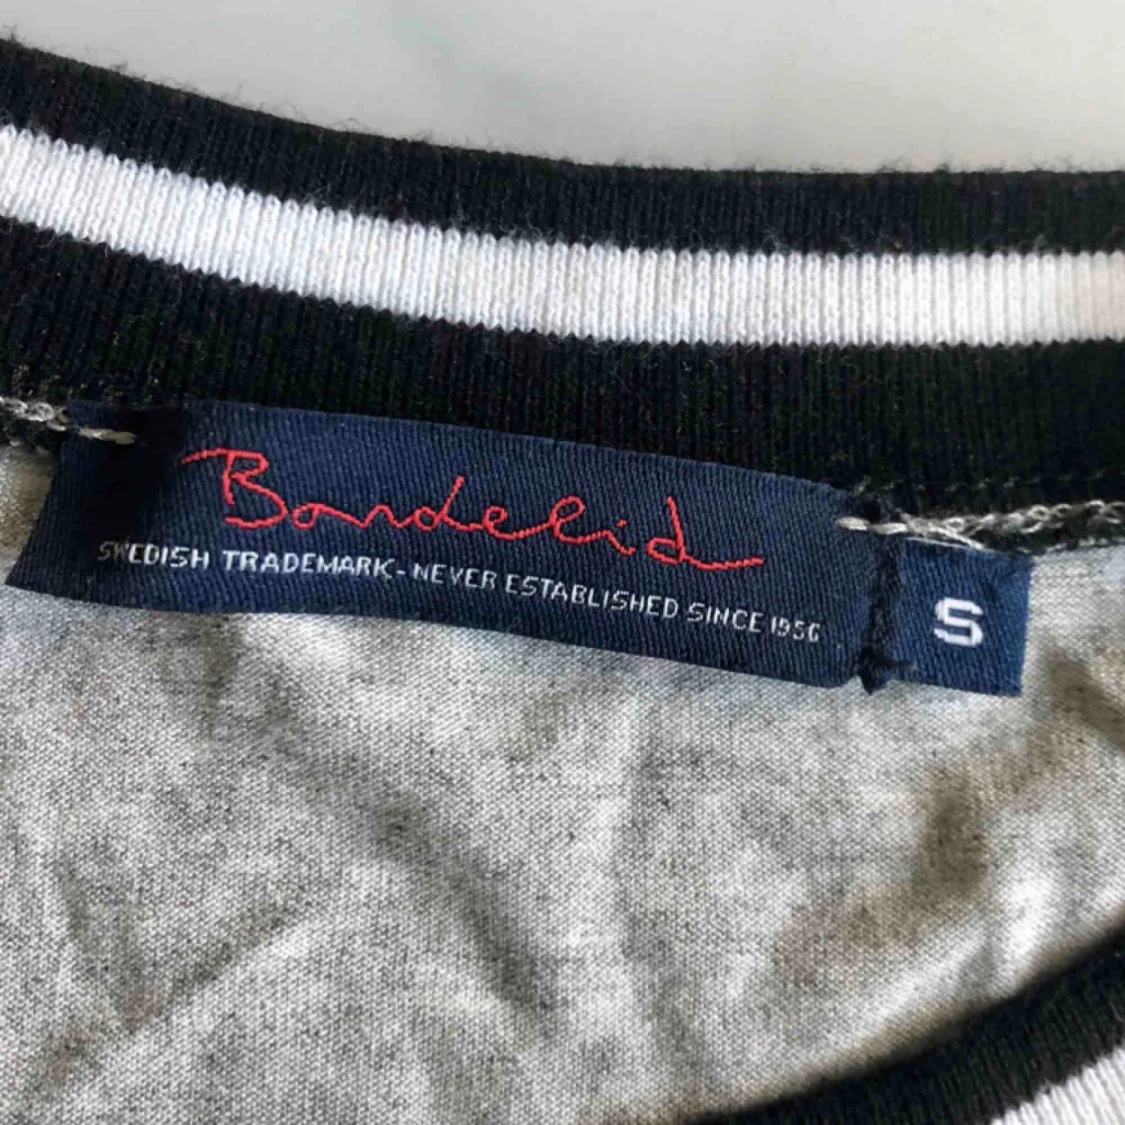 Bondelid
SWEDISH TRADEMARK - NEVER ESTABLISHED SINCE 1956
S